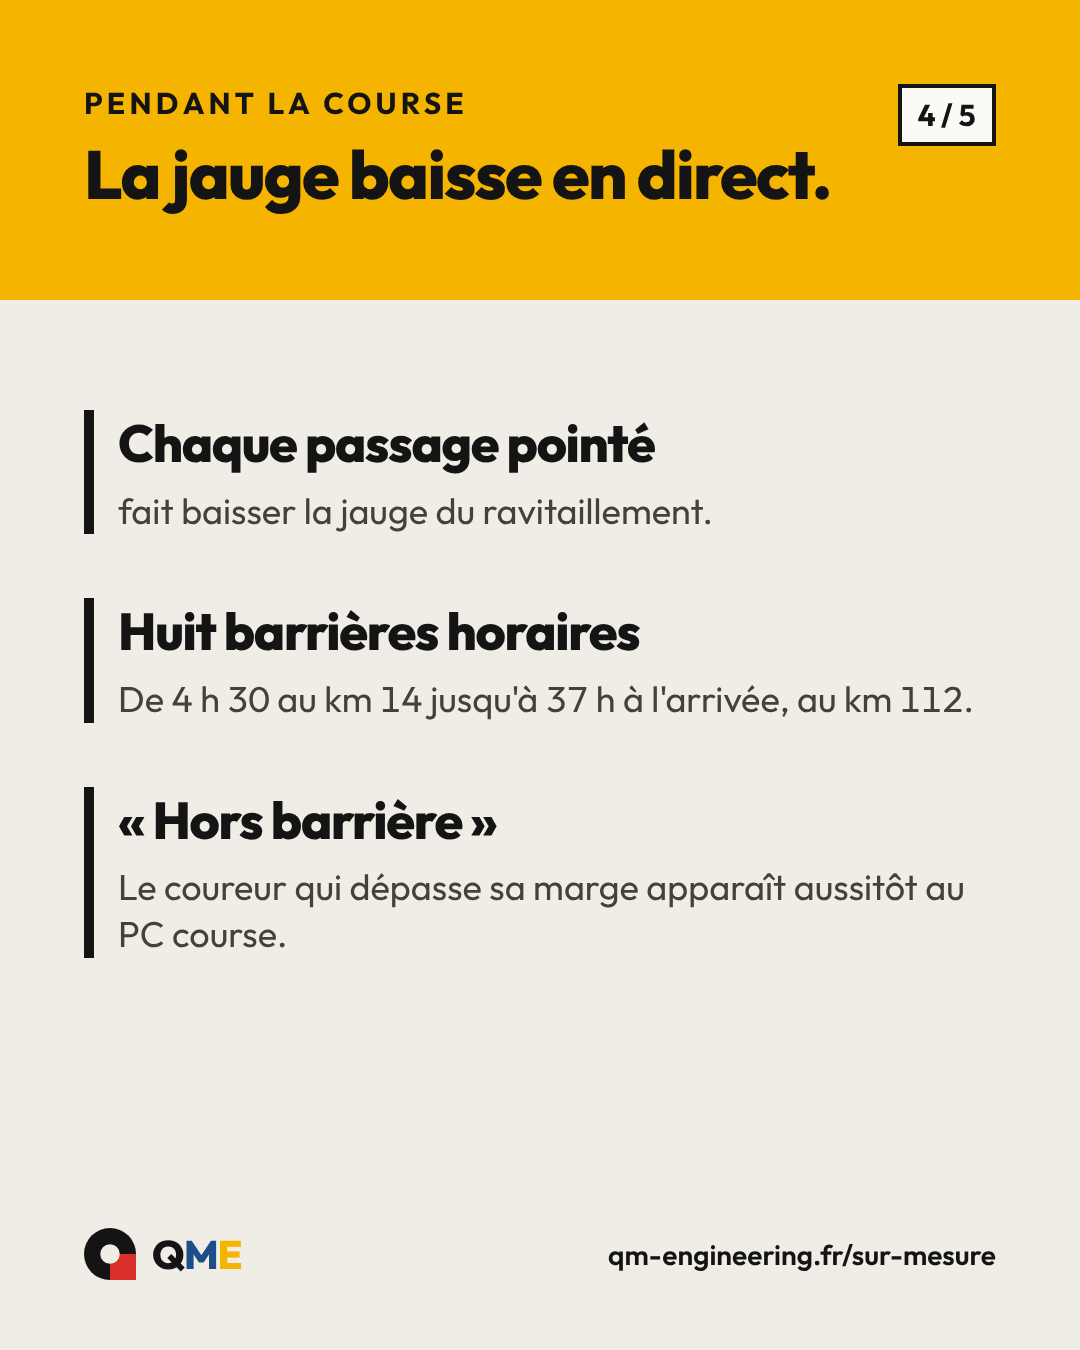 PENDANT LA COURSE
4 / 5
La jauge baisse en direct.
Chaque passage pointé
fait baisser la jauge du ravitaillement.
Huit barrières horaires
De 4 h 30 au km 14 jusqu'à 37 h à l'arrivée, au km 112.
« Hors barrière »
Le coureur qui dépasse sa marge apparaît aussitôt au
PC course.
QME
qm-engineering.fr/sur-mesure